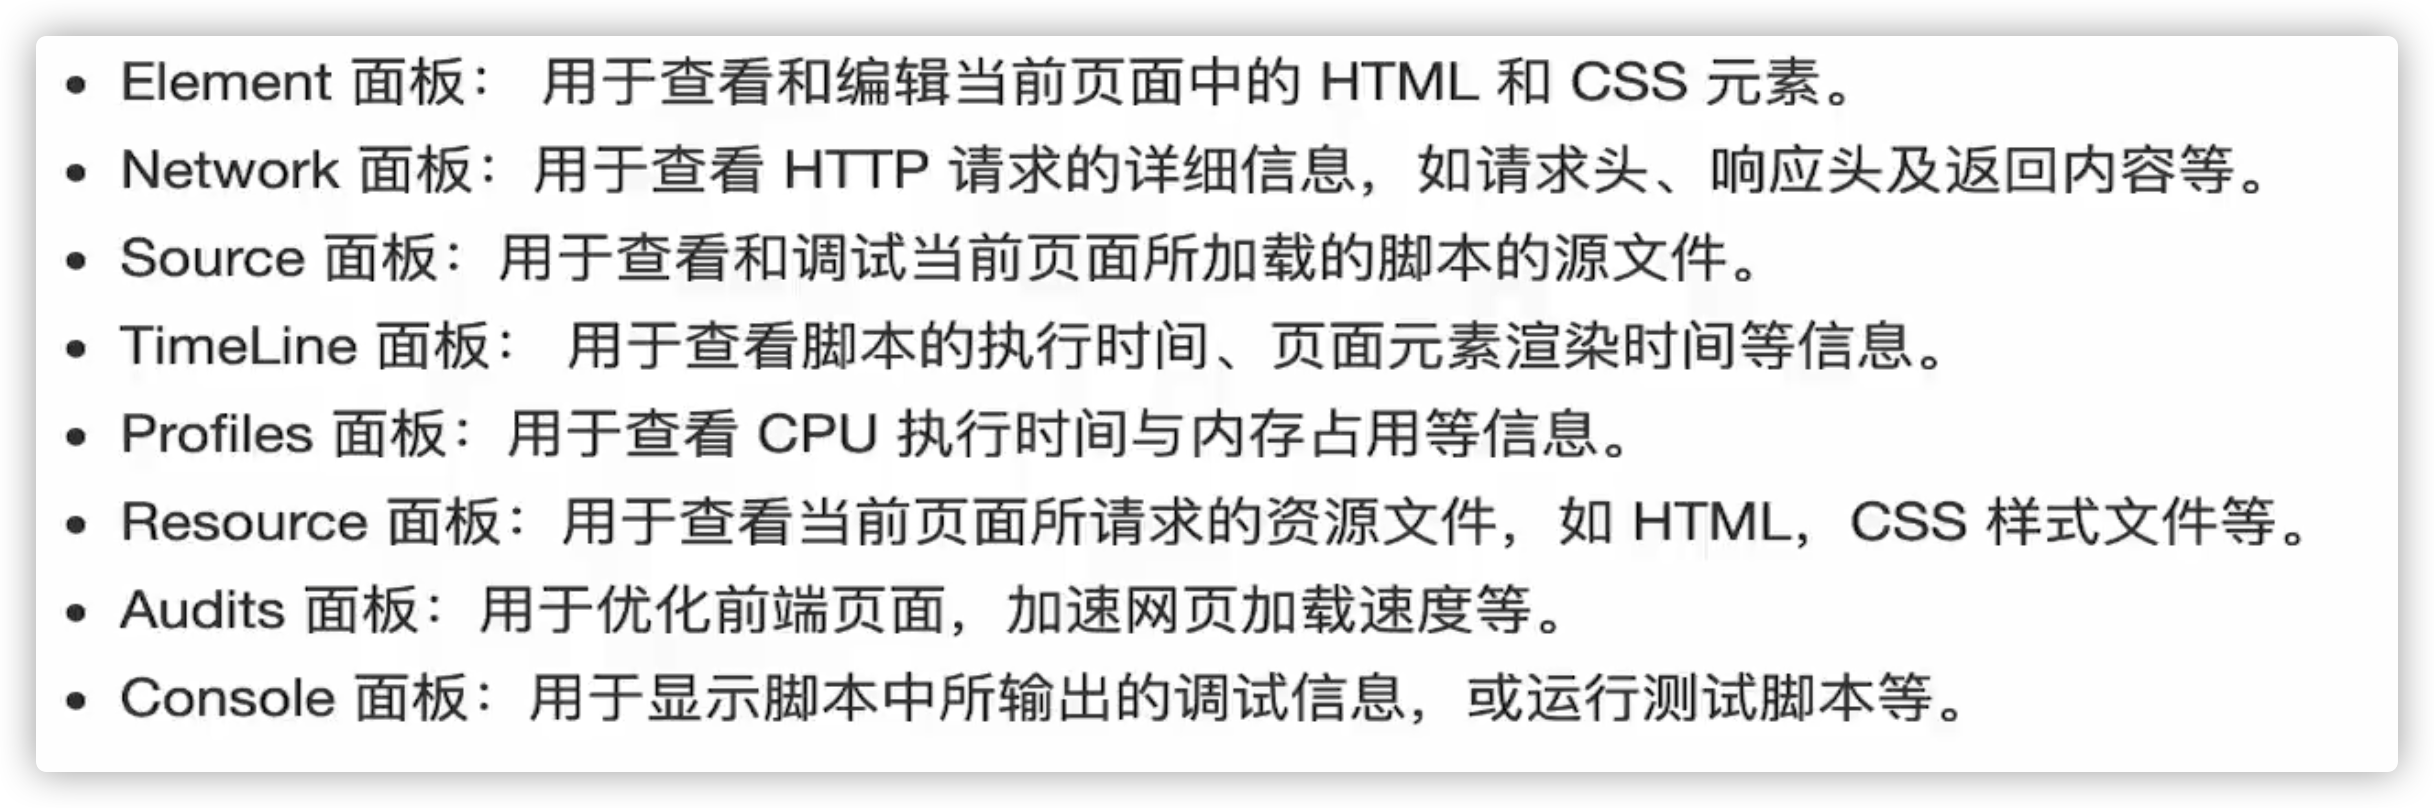 • Element 面板： 用于查看和编辑当前页面中的 HTML 和 CSS 元素。
• Network 面板：用于查看 HTTP 请求的详细信息，如请求头、响应头及返回内容等。
• Source 面板：用于查看和调试当前页面所加载的脚本的源文件。
• TimeLine 面板： 用于查看脚本的执行时间、页面元素渲染时间等信息。
• Profiles 面板：用于查看 CPU 执行时间与内存占用等信息。
• Resource 面板：用于查看当前页面所请求的资源文件，如 HTML，CSS 样式文件等。
• Audits 面板：用于优化前端页面，加速网页加载速度等。
• Console 面板：用于显示脚本中所输出的调试信息，或运行测试脚本等。